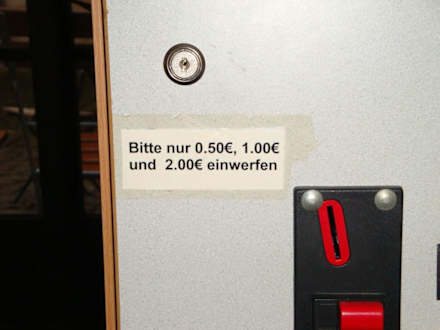 Bitte nur 0.50€, 1.00€
und 2.00€ einwerfen